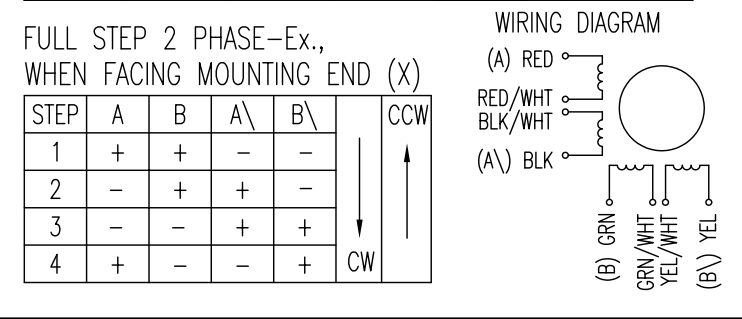 FULL STEP 2 PHASE-Ex.,
WHEN FACING MOUNTING END (X)
STEP A B A\ B\ CCW
1 + + - -
2 - + + -
3 - - + +
4 + - - + CW
WIRING DIAGRAM
(A) RED
RED/WHT
BLK/WHT
(A\) BLK
(B) GRN
GRN/WHT
YEL/WHT
(B\) YEL